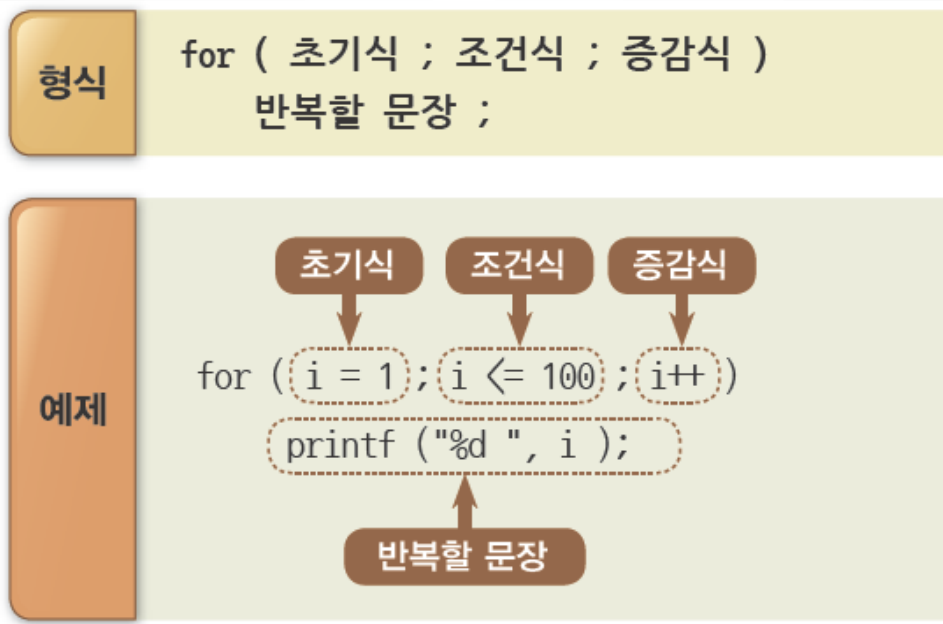 형식
for ( 초기식 ; 조건식 ; 증감식 )
반복할 문장 ;
예제
초기식 조건식 증감식
for ( i = 1 ; i <= 100 ; i++ )
printf ("%d ", i );
반복할 문장